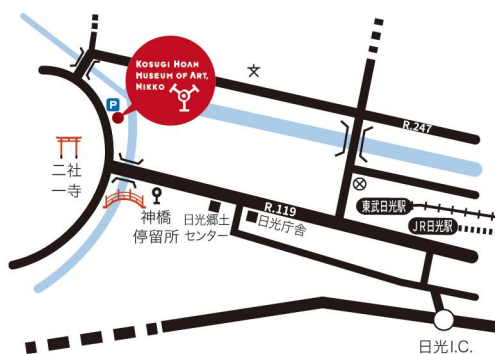 KOSUGI HOAN
MUSEUM OF ART,
NIKKO
P
文
R.247
二社
一寺
神橋
停留所
日光郷土
センター
R.119
日光庁舎
東武日光駅
JR日光駅
日光I.C.